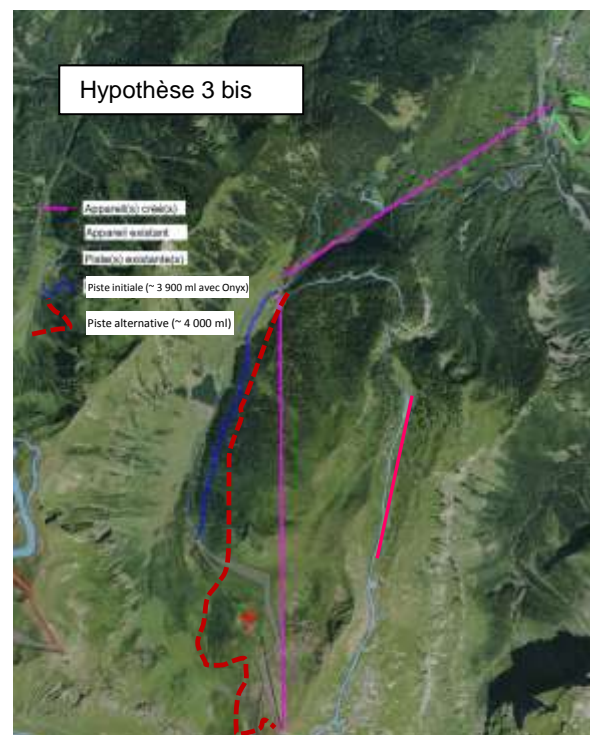 Hypothèse 3 bis
Appareil(s) créé(s)
Appareil existant
Piste(s) existante(s)
Piste initiale (~ 3 900 ml avec Onyx)
Piste alternative (~ 4 000 ml)